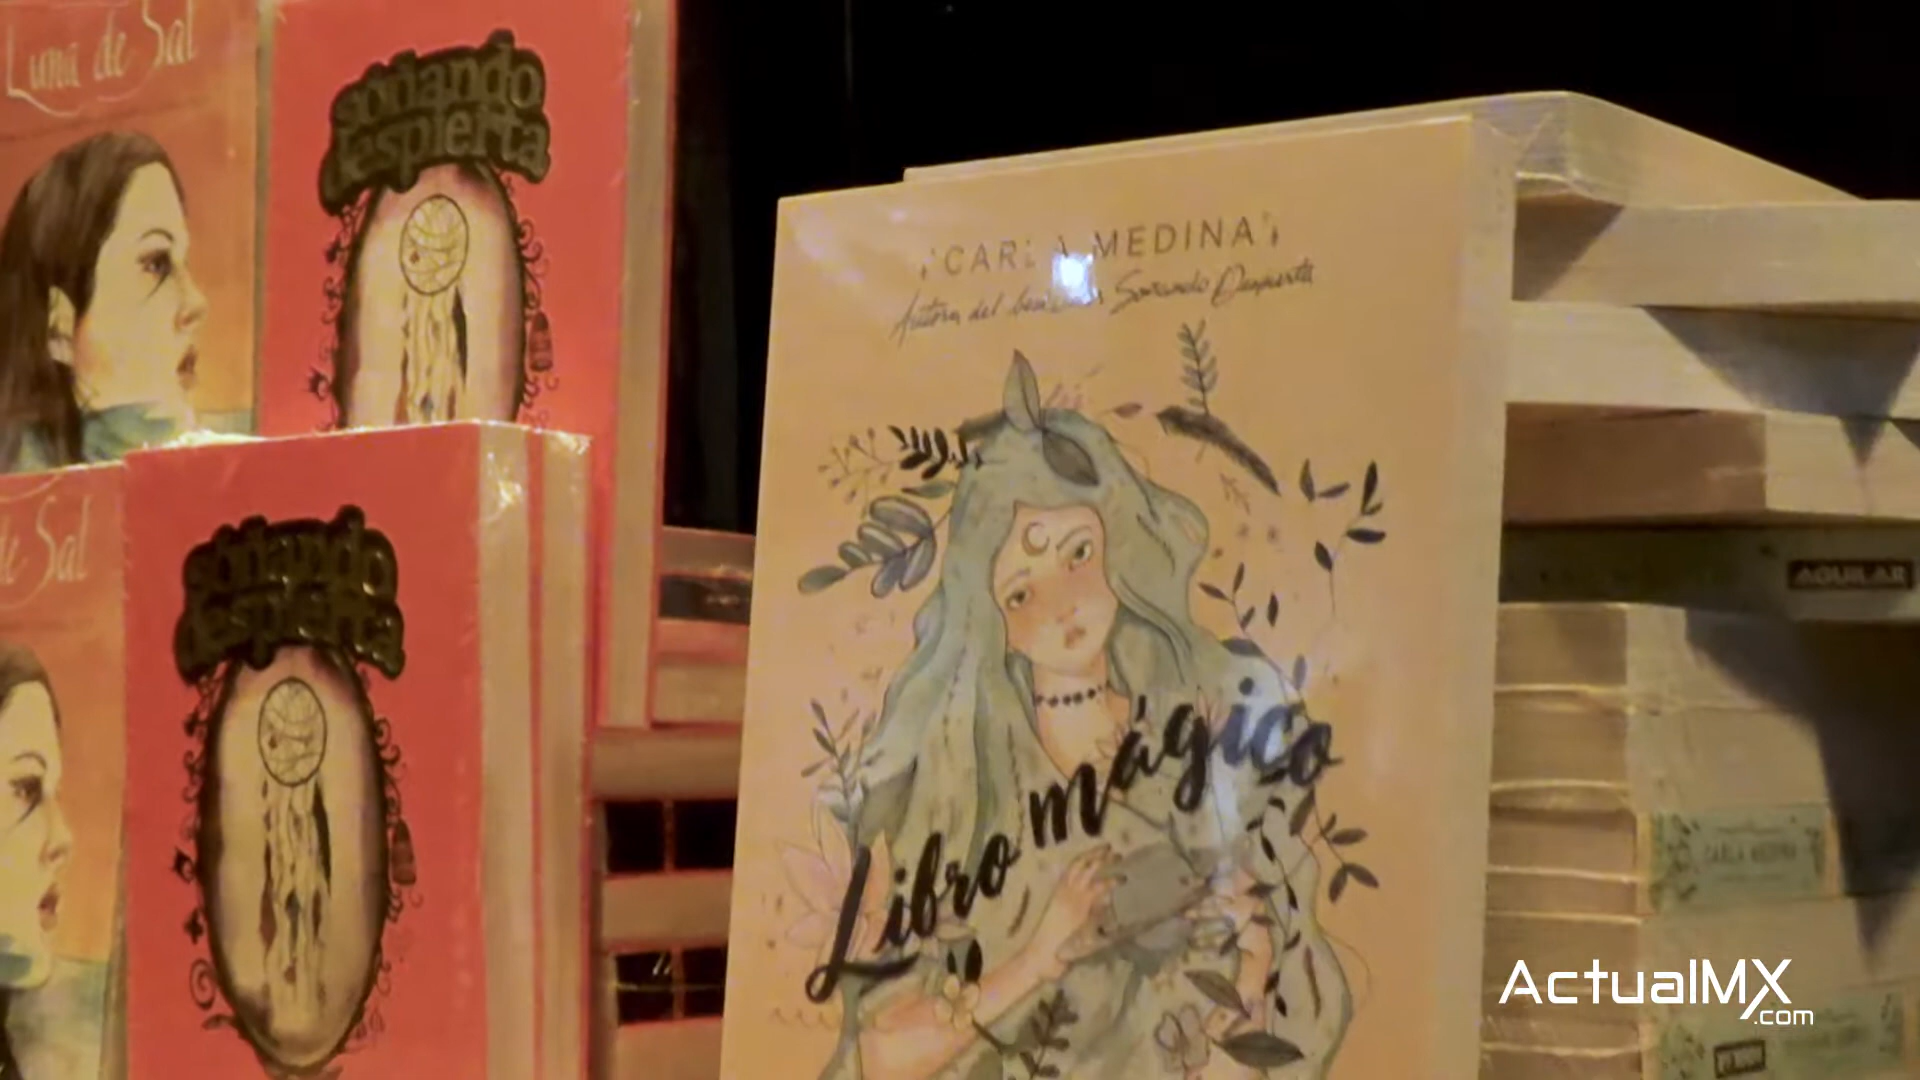 Luna de Sal
soñando
despierta
CARLA MEDINA
Autora del Soñando Despierta
Libro mágico
de Sal
soñando
despierta
AGUILAR
CARLA MEDINA
ActualMX
.com